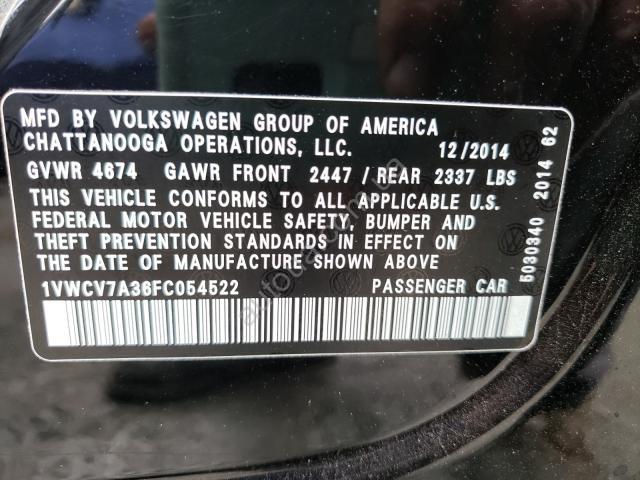 MFD BY VOLKSWAGEN GROUP OF AMERICA
CHATTANOOGA OPERATIONS, LLC. 12/2014
GVWR 4674 GAWR FRONT 2447 / REAR 2337 LBS
THIS VEHICLE CONFORMS TO ALL APPLICABLE U.S.
FEDERAL MOTOR VEHICLE SAFETY, BUMPER AND
THEFT PREVENTION STANDARDS IN EFFECT ON
THE DATE OF MANUFACTURE SHOWN ABOVE
1VWCV7A36FC054522 PASSENGER CAR
5030340 2014 62